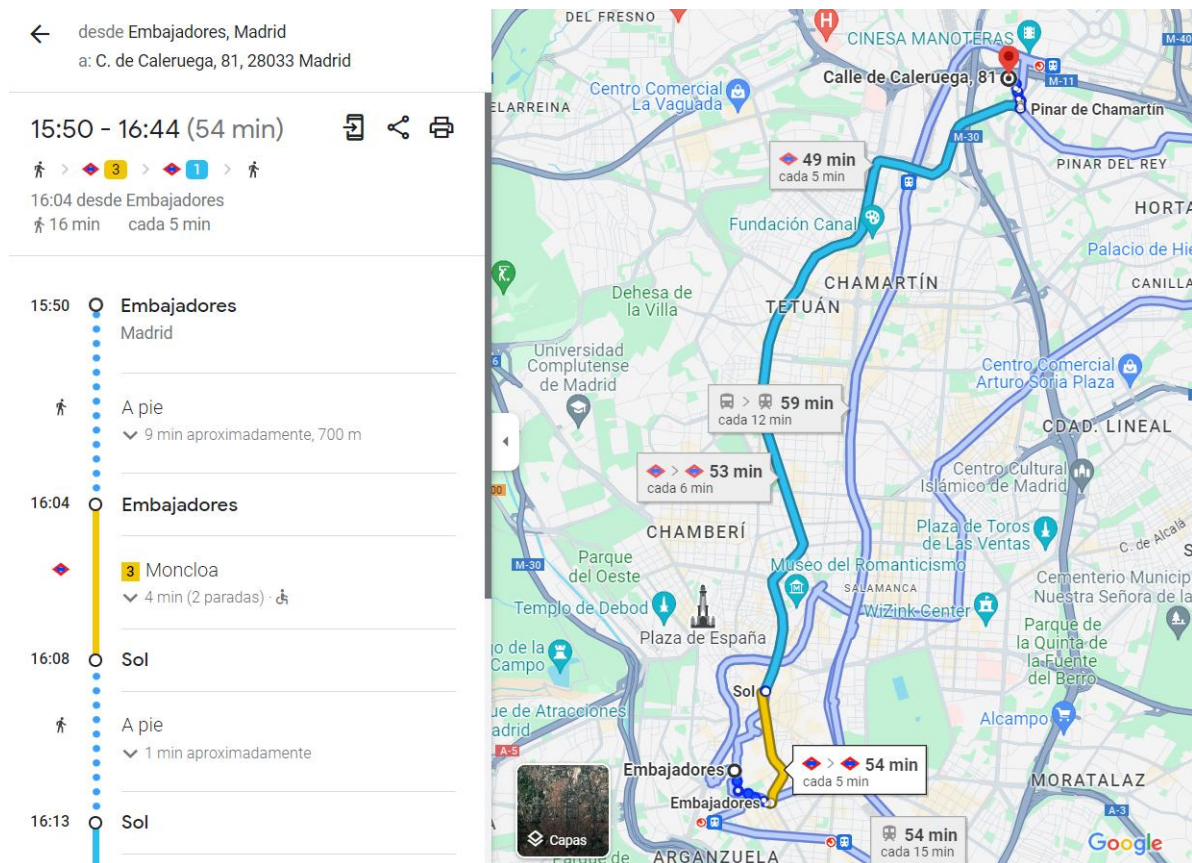 desde Embajadores, Madrid
a: C. de Caleruega, 81, 28033 Madrid
15:50 - 16:44 (54 min)
3
1
16:04 desde Embajadores
16 min cada 5 min
15:50
Embajadores
Madrid
A pie
9 min aproximadamente, 700 m
16:04
Embajadores
3 Moncloa
4 min (2 paradas) ·
16:08
Sol
A pie
1 min aproximadamente
16:13
Sol
DEL FRESNO
H
CINESA MANOTERAS
M-40
Centro Comercial
La Vaguada
Calle de Caleruega, 81
M-11
ELARREINA
Pinar de Chamartín
M-30
49 min
cada 5 min
PINAR DEL REY
HORTA
Fundación Canal
Palacio de Hie
CHAMARTÍN
CANILLA
Dehesa de
la Villa
TETUÁN
Universidad
Complutense
de Madrid
6
Centro Comercial
Arturo Soria Plaza
59 min
cada 12 min
CDAD. LINEAL
53 min
cada 6 min
Centro Cultural
Islámico de Madrid
00
CHAMBERÍ
Plaza de Toros
de Las Ventas
C. de Alcalá
S
M-30
Parque
del Oeste
Museo del Romanticismo
SALAMANCA
Cementerio Municip
Nuestra Señora de la
Templo de Debod
WiZink Center
Plaza de España
Parque de
la Quinta de
la Fuente
del Berro
go de la
Campo
Sol
ue de Atracciones
adrid
Alcampo
A-5
Embajadores
54 min
cada 5 min
MORATALAZ
Embajadores
A-3
Capas
54 min
cada 15 min
Google
Parque de
ARGANZUELA